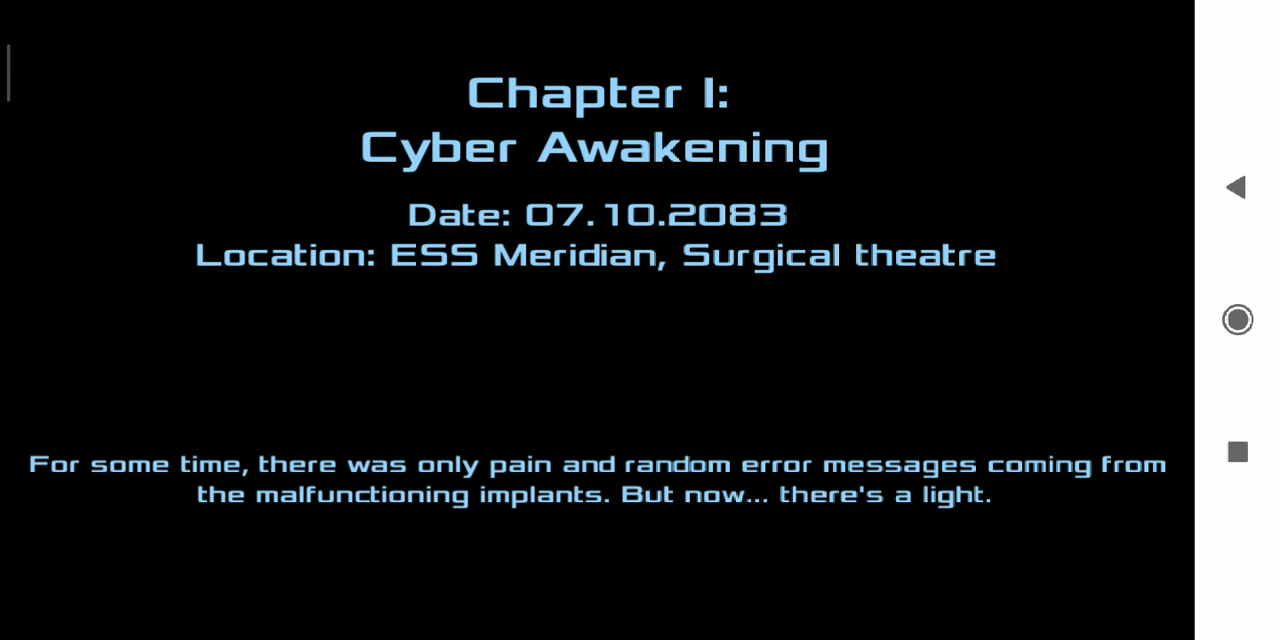 Chapter I:
Cyber Awakening
Date: 07.10.2083
Location: ESS Meridian, Surgical theatre
For some time, there was only pain and random error messages coming from
the malfunctioning implants. But now... there's a light.